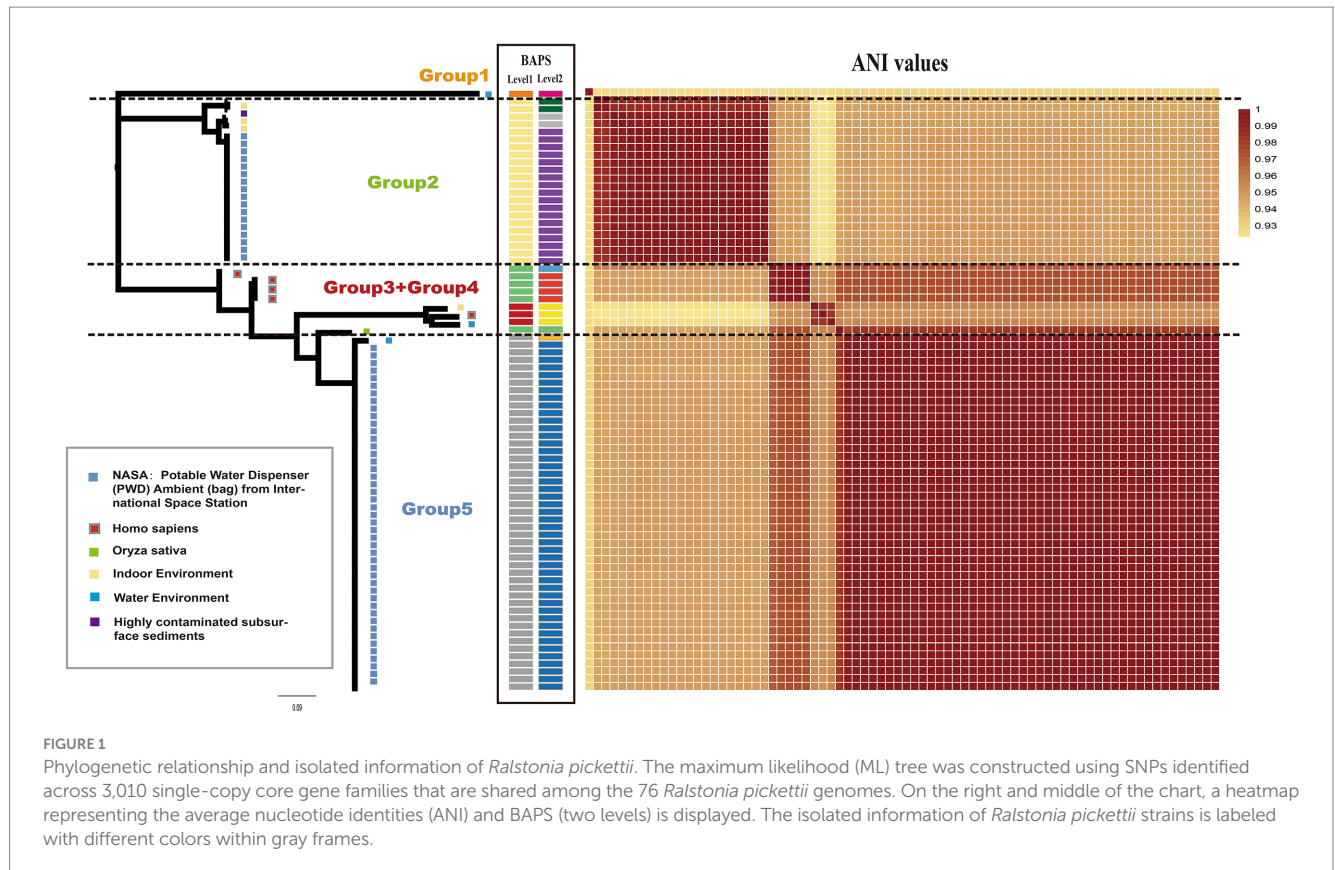 BAPS
Level1 Level2
ANI values
Group1
Group2
Group3+Group4
Group5
1
0.99
0.98
0.97
0.96
0.95
0.94
0.93
NASA: Potable Water Dispenser
(PWD) Ambient (bag) from Inter-
national Space Station
Homo sapiens
Oryza sativa
Indoor Environment
Water Environment
Highly contaminated subsur-
face sediments
0.09
FIGURE 1
Phylogenetic relationship and isolated information of Ralstonia pickettii. The maximum likelihood (ML) tree was constructed using SNPs identified
across 3,010 single-copy core gene families that are shared among the 76 Ralstonia pickettii genomes. On the right and middle of the chart, a heatmap
representing the average nucleotide identities (ANI) and BAPS (two levels) is displayed. The isolated information of Ralstonia pickettii strains is labeled
with different colors within gray frames.